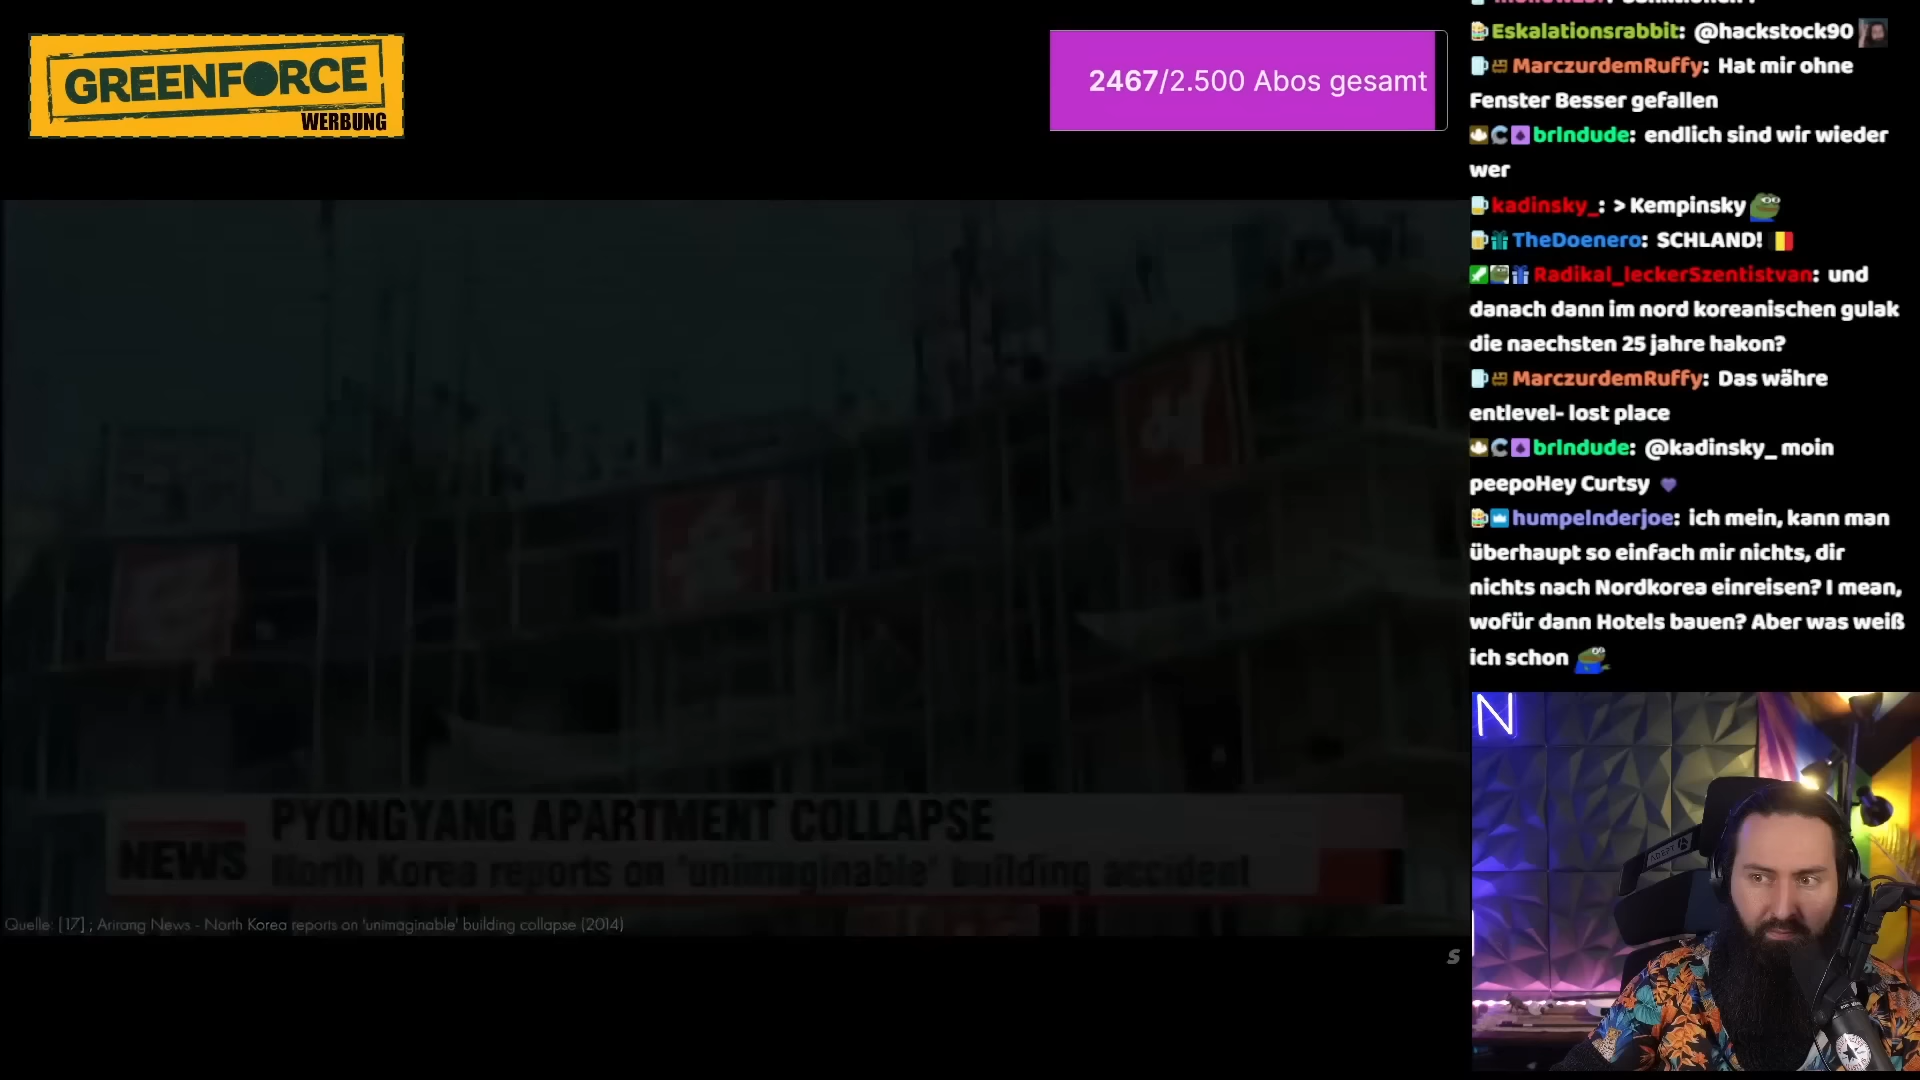 GREENFORCE
WERBUNG
2467/2.500 Abos gesamt
PYONGYANG APARTMENT COLLAPSE
NEWS
North Korea reports on 'unimaginable' building accident
Quelle: [17] ; Arirang News - North Korea reports on 'unimaginable' building collapse (2014)
S
Eskalationsrabbit: @hackstock90
MarczurdemRuffy: Hat mir ohne
Fenster Besser gefallen
br1ndude: endlich sind wir wieder
wer
kadinsky_: > Kempinsky
TheDoenero: SCHLAND!
Radikal_leckerSzentistvan: und
danach dann im nord koreanischen gulak
die naechsten 25 jahre hakon?
MarczurdemRuffy: Das währe
entlevel- lost place
br1ndude: @kadinsky_ moin
peepoHey Curtsy
humpelnderjoe: ich mein, kann man
überhaupt so einfach mir nichts, dir
nichts nach Nordkorea einreisen? I mean,
wofür dann Hotels bauen? Aber was weiß
ich schon
N